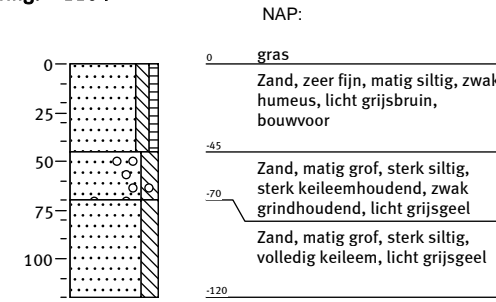 NAP:
0 gras
0
Zand, zeer fijn, matig siltig, zwak
humeus, licht grijsbruin,
bouwvoor
25
-45
50
Zand, matig grof, sterk siltig,
sterk keileemhoudend, zwak
grindhoudend, licht grijsgeel
-70
75
Zand, matig grof, sterk siltig,
volledig keileem, licht grijsgeel
100
-120